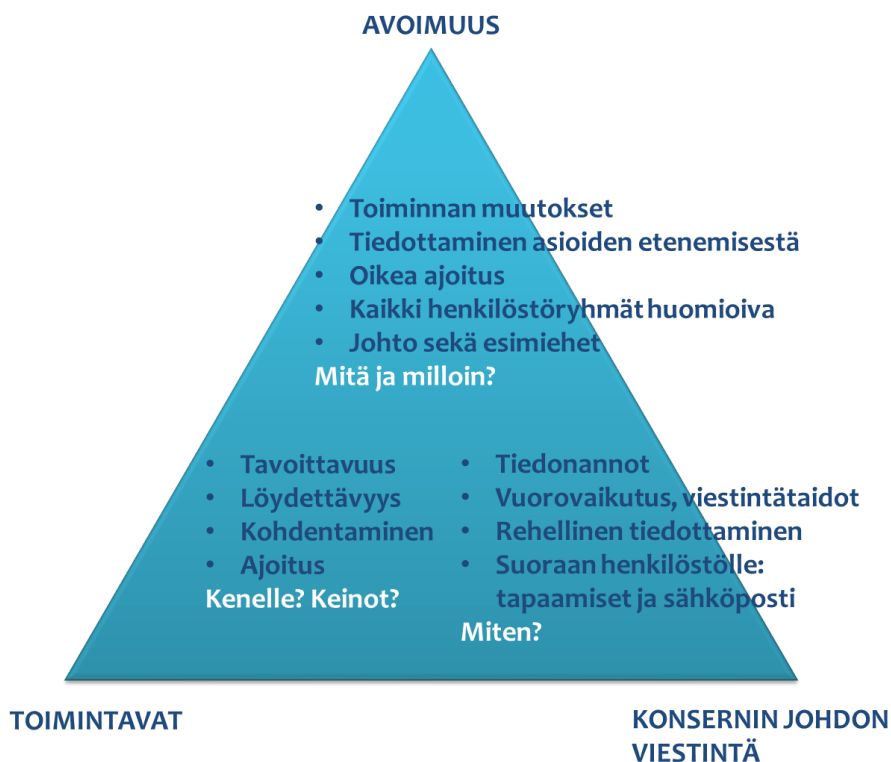 AVOIMUUS
• Toiminnan muutokset
• Tiedottaminen asioiden etenemisestä
• Oikea ajoitus
• Kaikki henkilöstöryhmät huomioiva
• Johto sekä esimiehet
Mitä ja milloin?
• Tavoittavuus
• Löydettävyys
• Kohdentaminen
• Ajoitus
Kenelle? Keinot?
• Tiedonannot
• Vuorovaikutus, viestintätaidot
• Rehellinen tiedottaminen
• Suoraan henkilöstölle:
tapaamiset ja sähköposti
Miten?
TOIMINTAVAT
KONSERNIN JOHDON
VIESTINTÄ